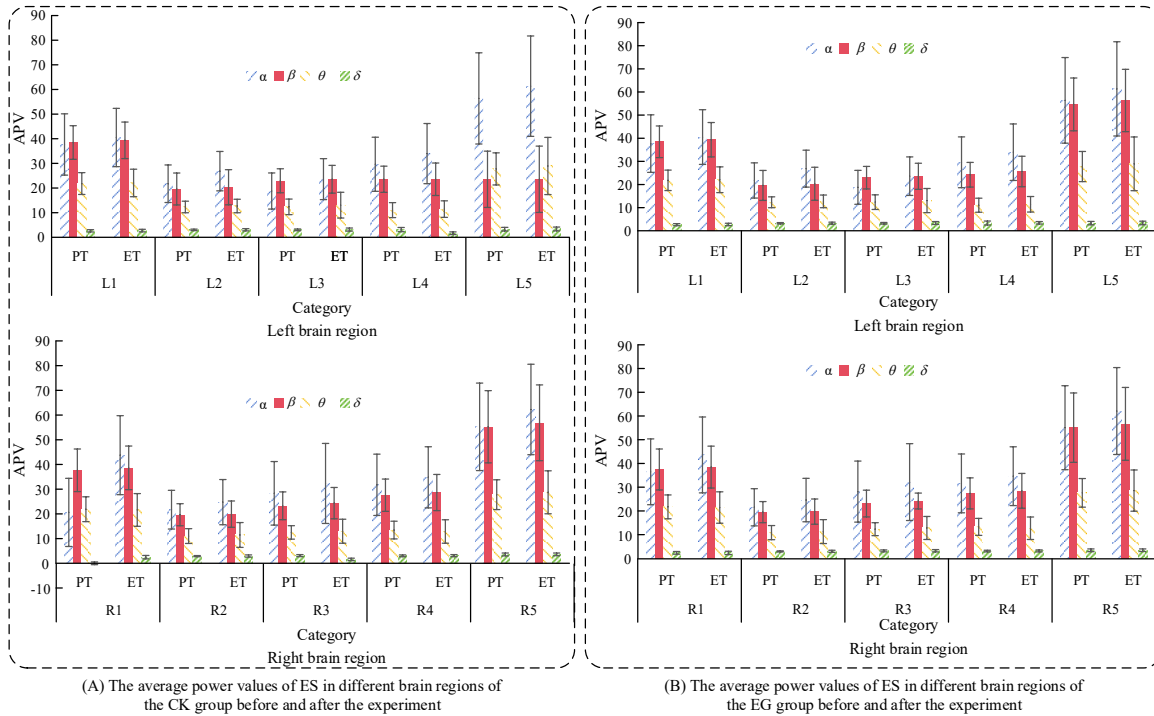 90
80
70
60
50
40
30
20
10
0
APV
α β θ δ
PT ET PT ET PT ET PT ET PT ET
L1 L2 L3 L4 L5
Category
Left brain region
90
80
70
60
50
40
30
20
10
0
-10
APV
α β θ δ
PT ET PT ET PT ET PT ET PT ET
R1 R2 R3 R4 R5
Category
Right brain region
(A) The average power values of ES in different brain regions of
the CK group before and after the experiment
90
80
70
60
50
40
30
20
10
0
APV
α β θ δ
PT ET PT ET PT ET PT ET PT ET
L1 L2 L3 L4 L5
Category
Left brain region
90
80
70
60
50
40
30
20
10
0
APV
α β θ δ
PT ET PT ET PT ET PT ET PT ET
R1 R2 R3 R4 R5
Category
Right brain region
(B) The average power values of ES in different brain regions of
the EG group before and after the experiment